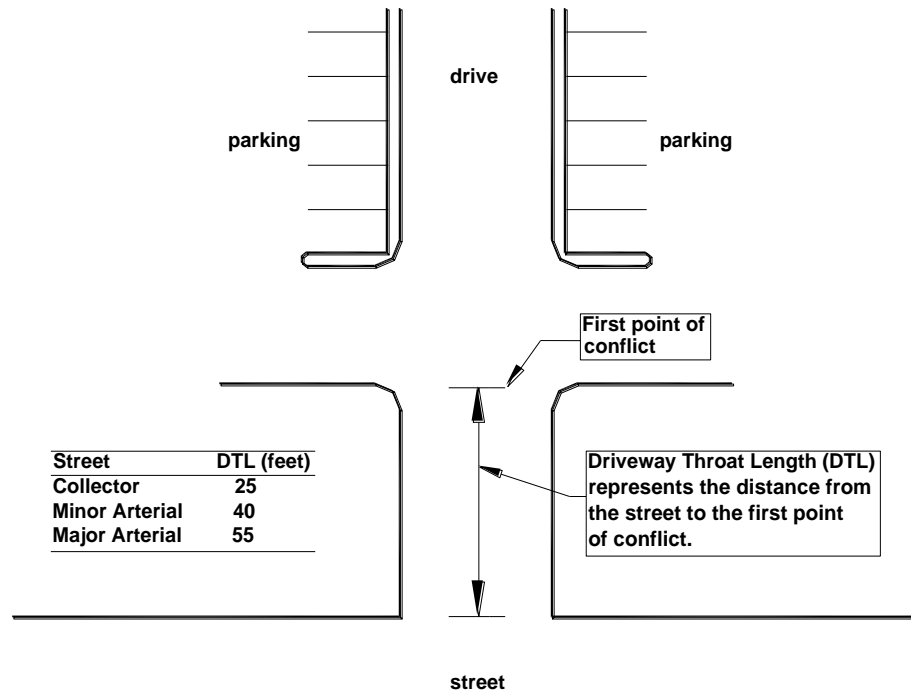 drive
parking
parking
First point of
conflict
Street DTL (feet)
Collector 25
Minor Arterial 40
Major Arterial 55
Driveway Throat Length (DTL)
represents the distance from
the street to the first point
of conflict.
street